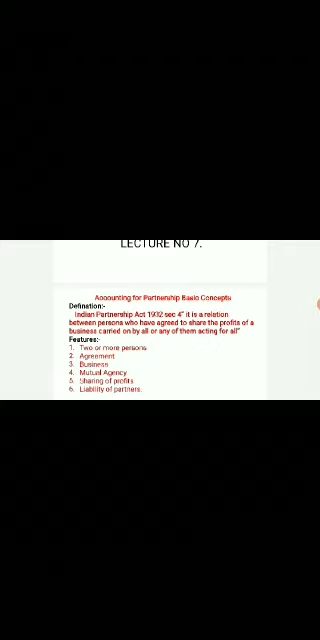 LECTURE NO 7.
Accounting for Partnership Basic Concepts
Defination:-
Indian Partnership Act 1932 sec 4" it is a relation
between persons who have agreed to share the profits of a
business carried on by all or any of them acting for all"
Features:-
1. Two or more persons
2. Agreement
3. Business
4. Mutual Agency
5. Sharing of profits
6. Liability of partners.